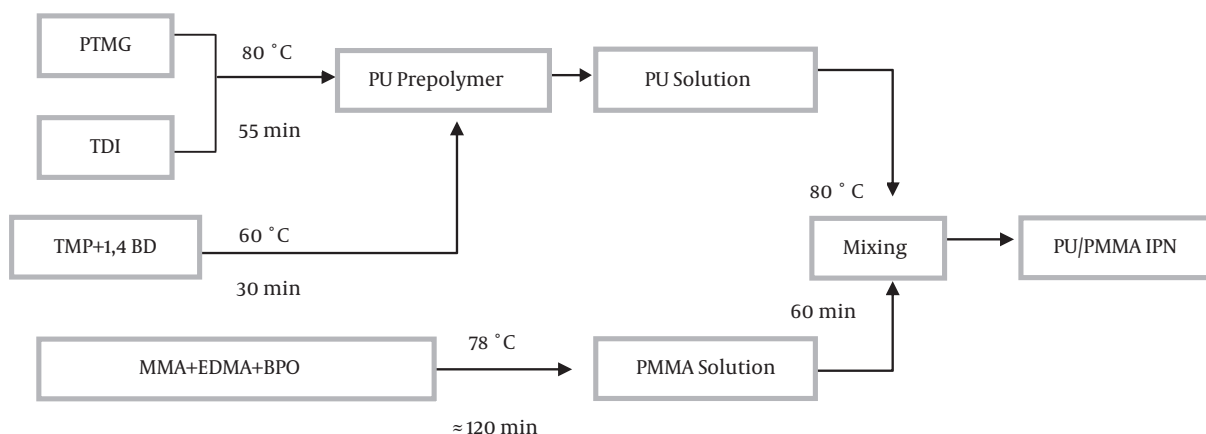 PTMG
80 ˚C
PU Prepolymer
PU Solution
TDI
55 min
80 ˚ C
TMP+1,4 BD
60 ˚C
Mixing
PU/PMMA IPN
30 min
60 min
78 ˚C
MMA+EDMA+BPO
PMMA Solution
≈ 120 min